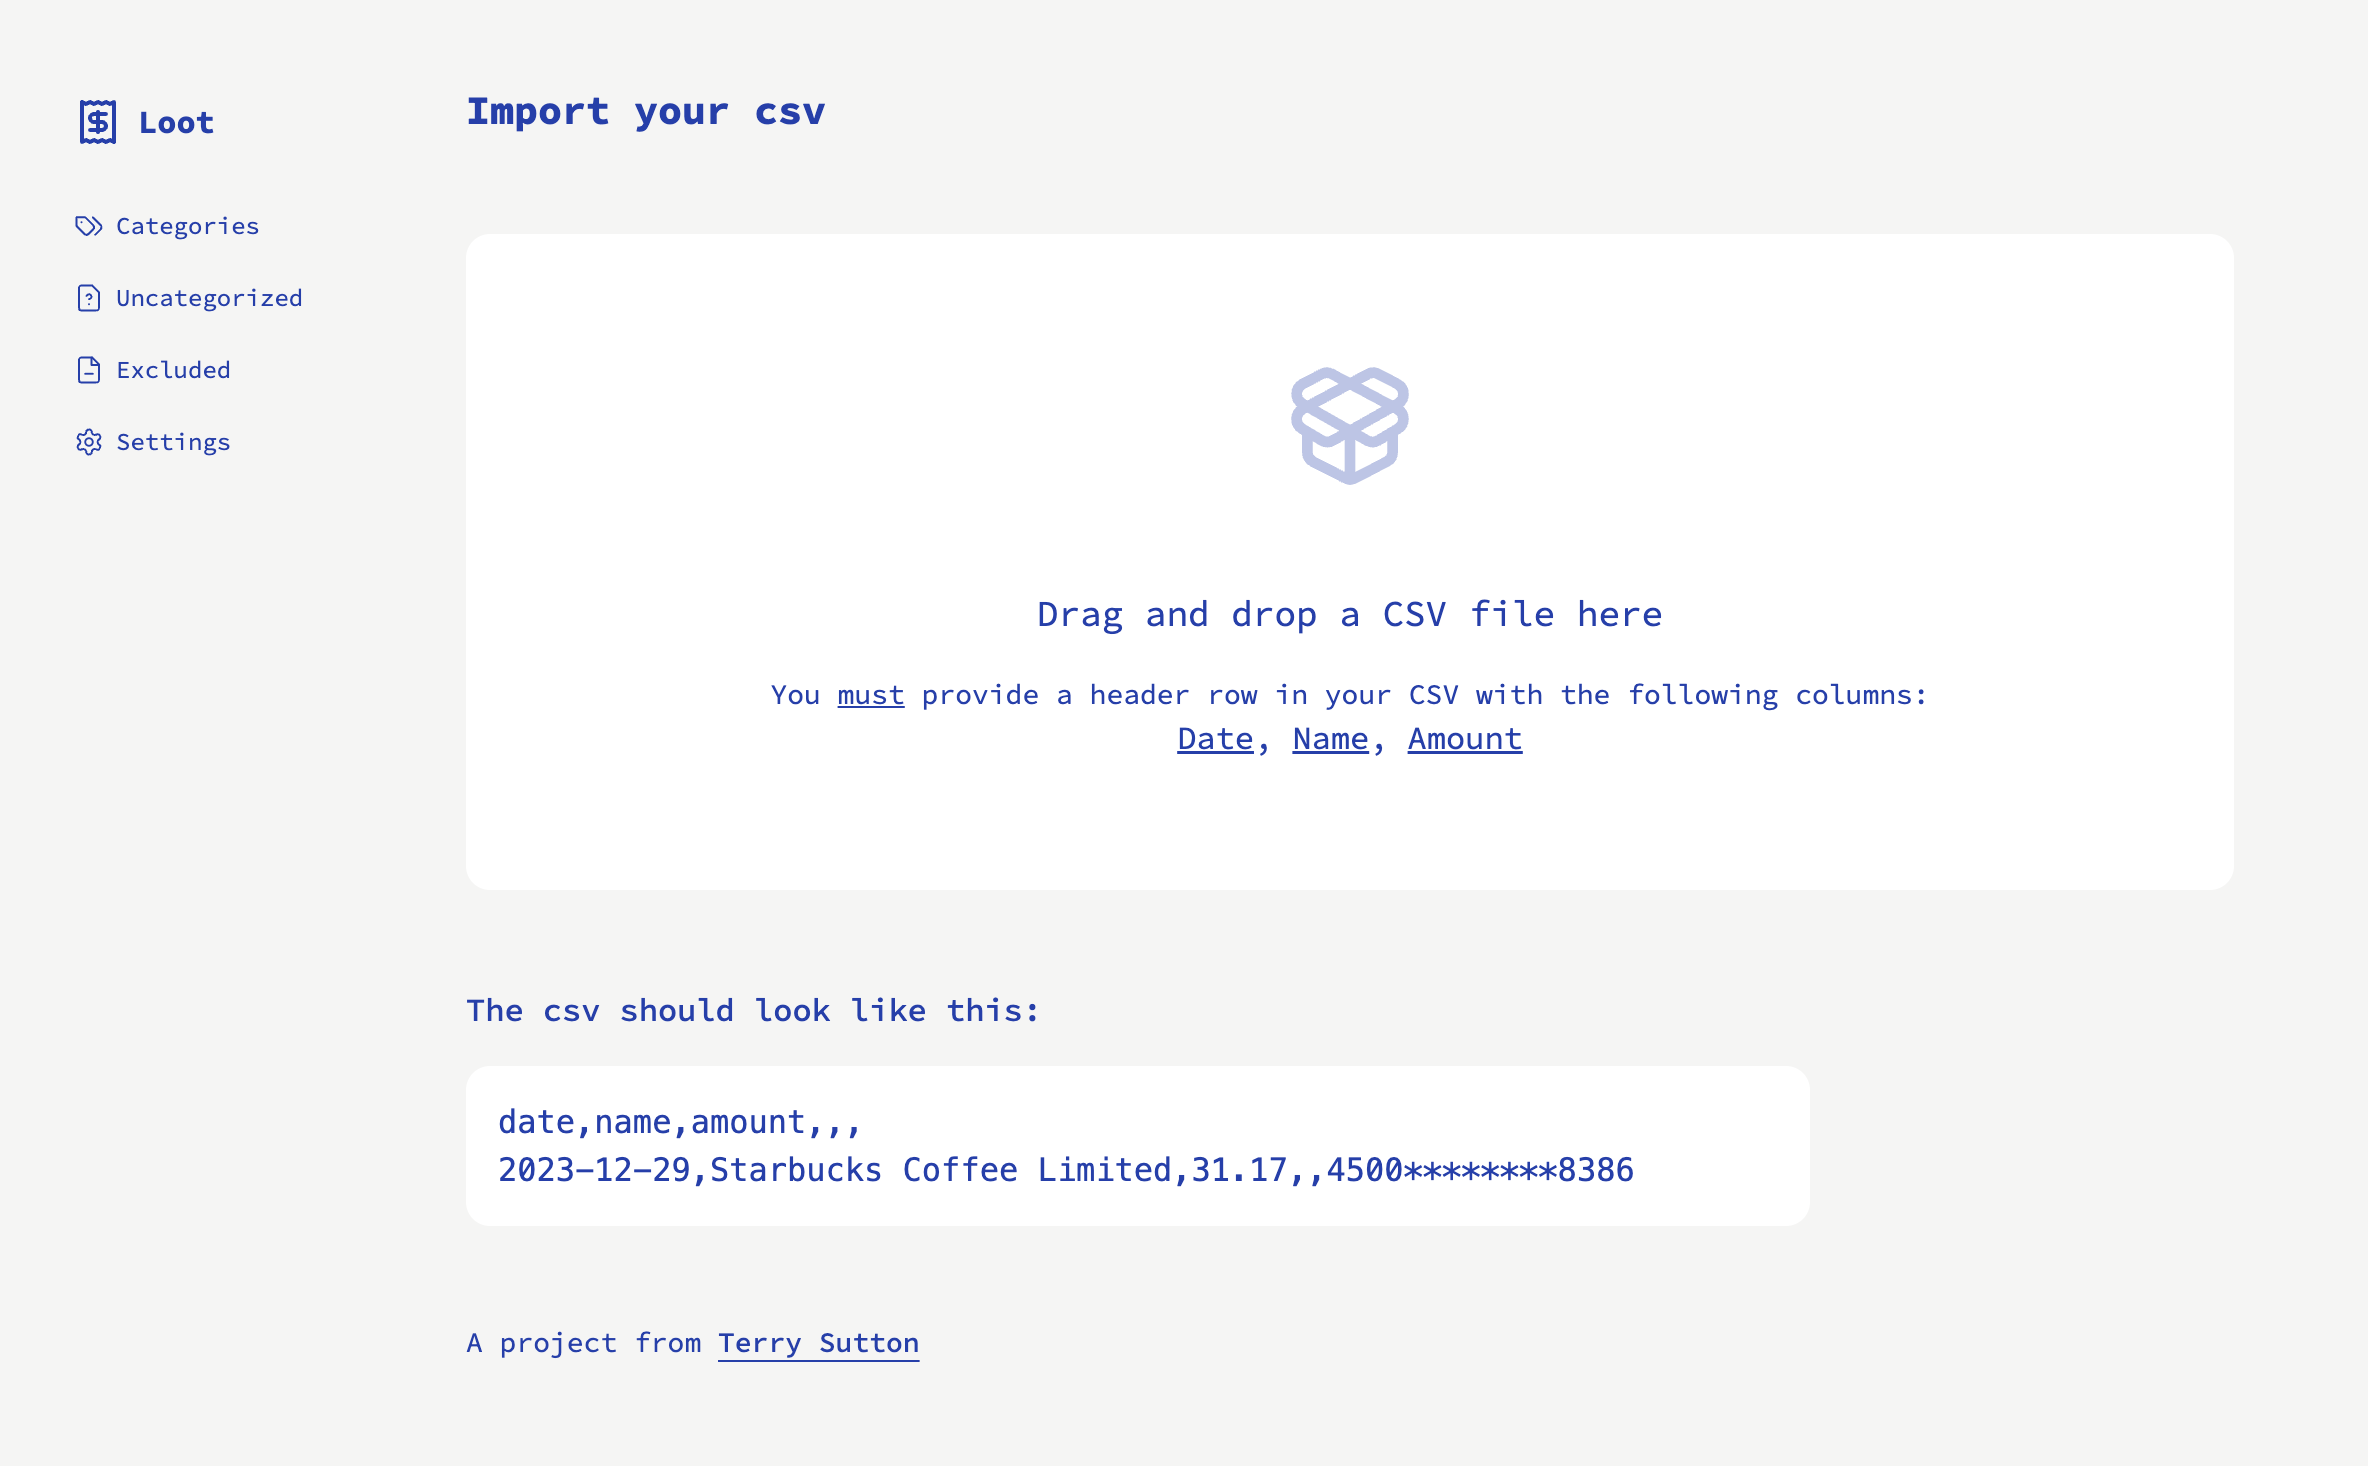 Loot
Categories
Uncategorized
Excluded
Settings
Import your csv
Drag and drop a CSV file here
You must provide a header row in your CSV with the following columns:
Date, Name, Amount
The csv should look like this:
date,name,amount,,,
2023-12-29,Starbucks Coffee Limited,31.17,,4500********8386
A project from Terry Sutton